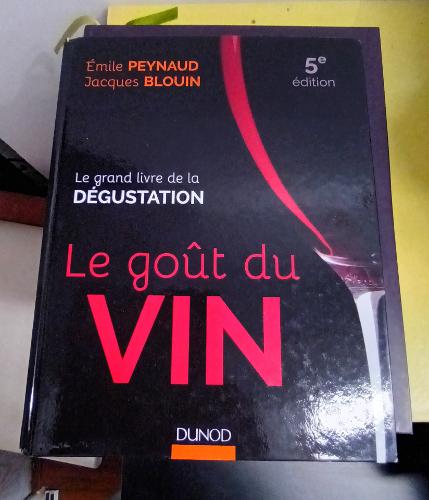 Émile PEYNAUD
Jacques BLOUIN
5e
édition
Le grand livre de la
DÉGUSTATION
Le goût du
VIN
DUNOD